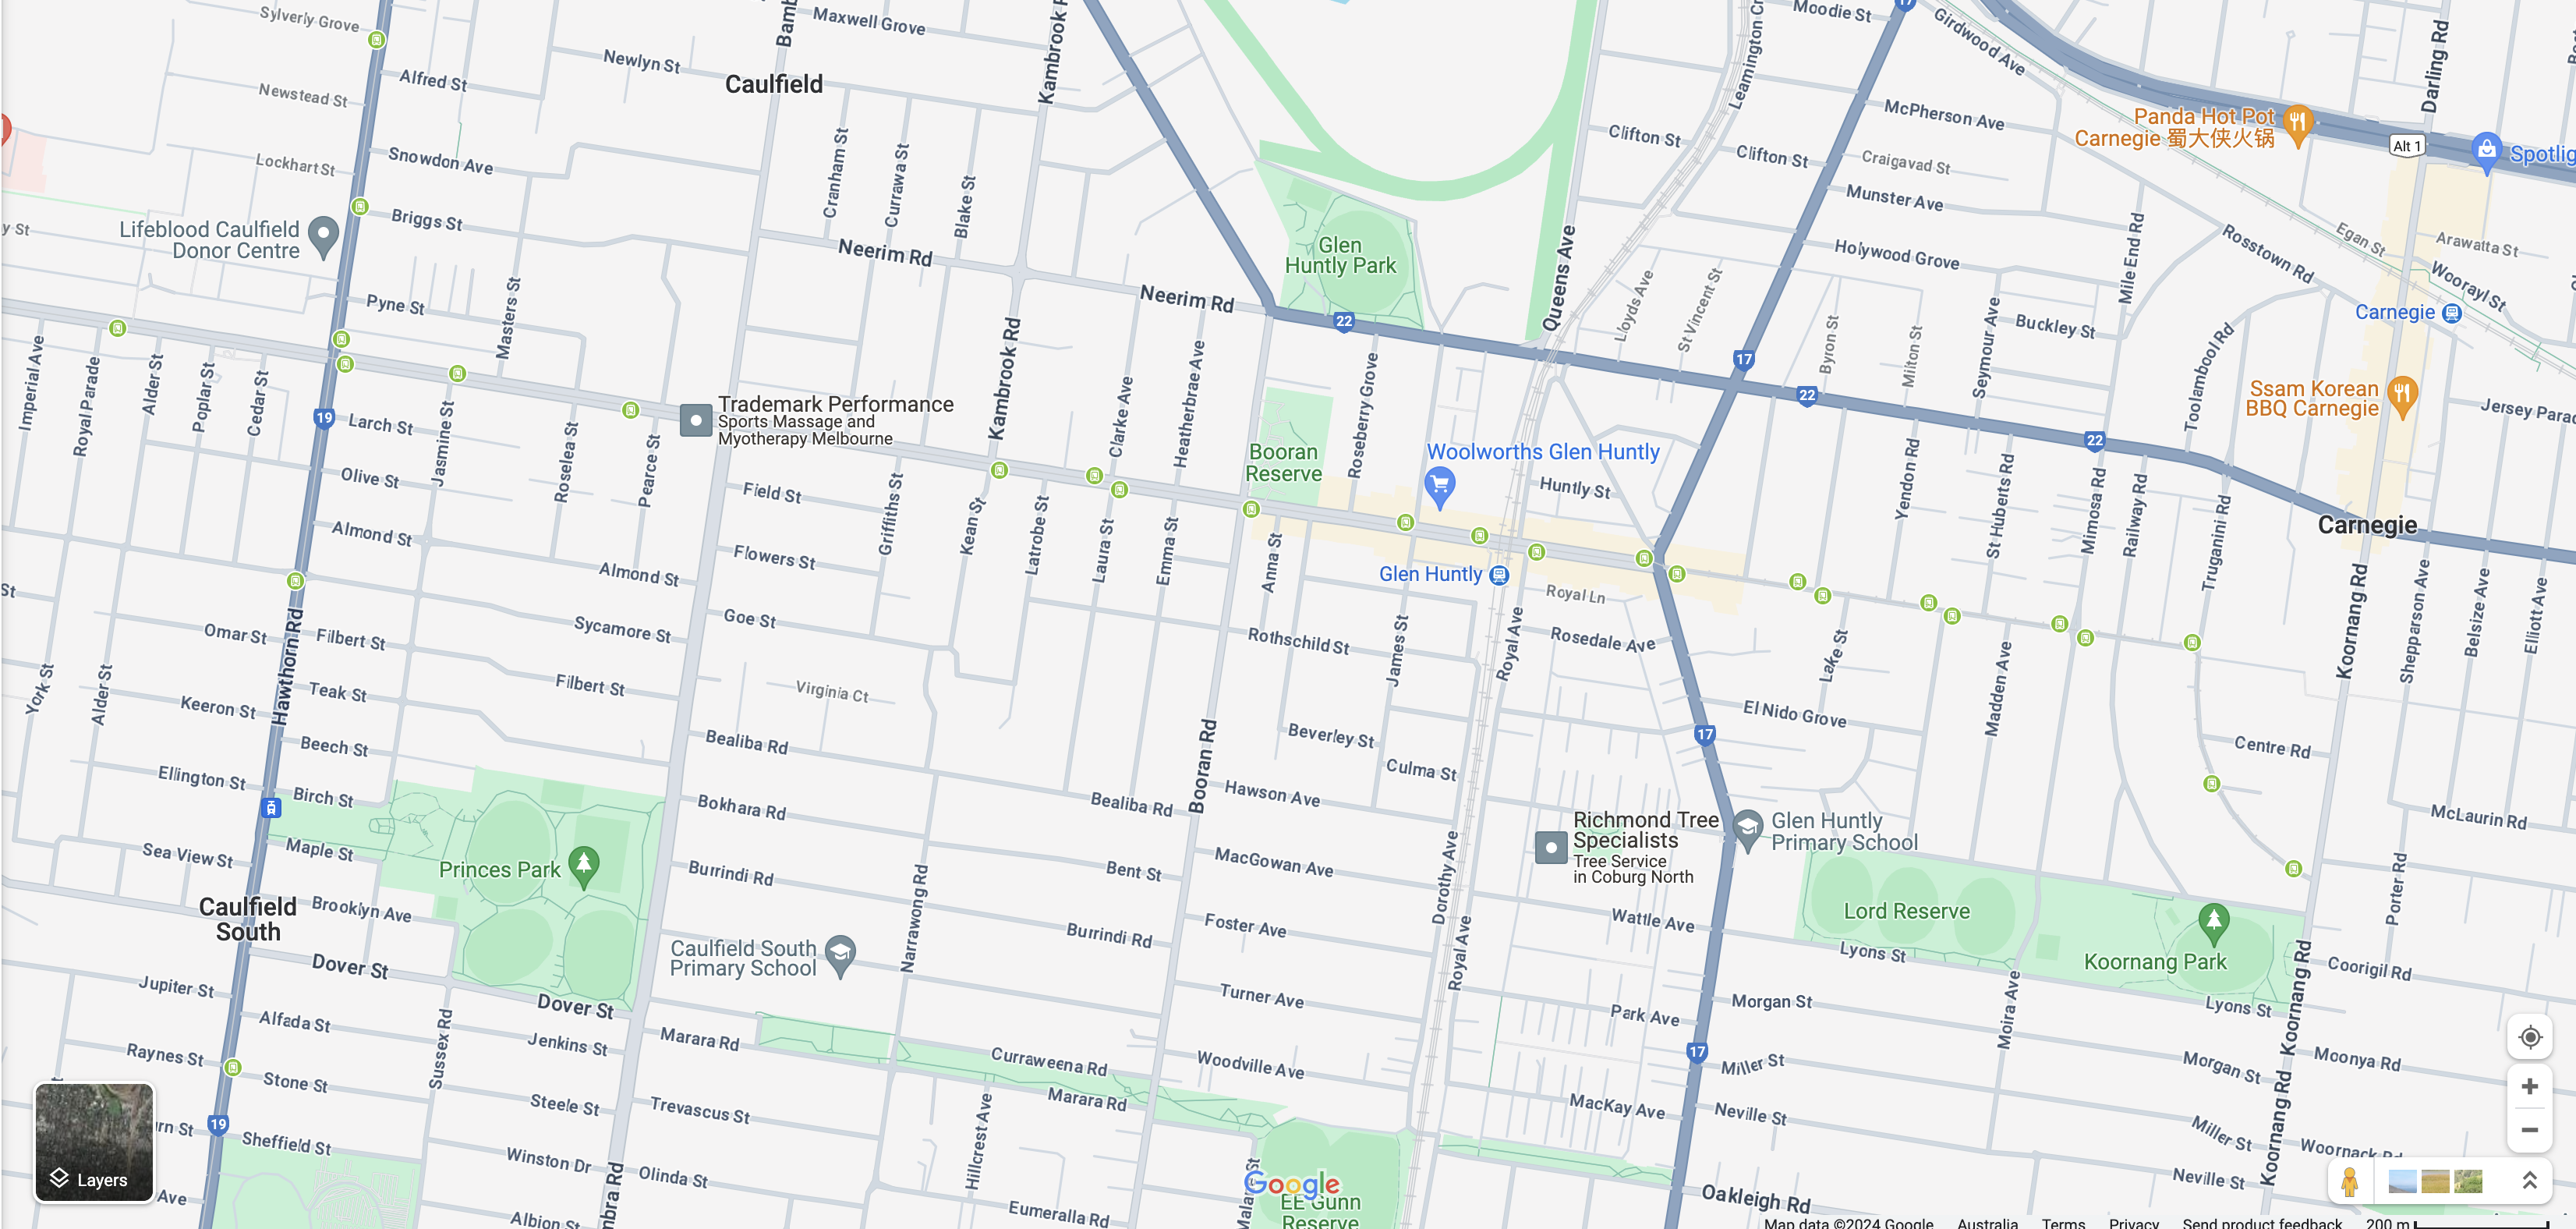 Sylverly Grove
Maxwell Grove
Moodie St
17
Girdwood Ave
Darling Rd
Newlyn St
Caulfield
Kambrook R
Leamington Cr
Alfred St
Newstead St
McPherson Ave
Panda Hot Pot
Carnegie 蜀大侠火锅
Alt 1
Spotlig
Clifton St
Clifton St
Craigavad St
Munster Ave
Lockhart St
Snowdon Ave
Cranham St
Currawa St
Blake St
Briggs St
Lifeblood Caulfield
Donor Centre
y St
Neerim Rd
Glen
Huntly Park
Queens Ave
Holywood Grove
Mile End Rd
Rosstown Rd
Egan St
Arawatta St
Woorayl St
Pyne St
Masters St
Neerim Rd
22
Lloyds Ave
St Vincent St
Byron St
Milton St
Seymour Ave
Buckley St
Carnegie
Toolambool Rd
Imperial Ave
Royal Parade
Alder St
Poplar St
Cedar St
19
Larch St
Jasmine St
Roselea St
Pearce St
Trademark Performance
Sports Massage and
Myotherapy Melbourne
Kambrook Rd
Clarke Ave
Heatherbrae Ave
Roseberry Grove
17
22
22
Ssam Korean
BBQ Carnegie
Jersey Parad
Olive St
Booran
Reserve
Woolworths Glen Huntly
Huntly St
Yendon Rd
St Huberts Rd
Mimosa Rd
Railway Rd
Truganini Rd
Carnegie
Almond St
Field St
Griffiths St
Kean St
Latrobe St
Laura St
Emma St
Anna St
Flowers St
Almond St
Glen Huntly
Royal Ln
Koornang Rd
Shepparson Ave
Belsize Ave
Elliott Ave
St
Hawthorn Rd
Omar St
Filbert St
Sycamore St
Goe St
Rothschild St
James St
Royal Ave
Rosedale Ave
Lake St
Madden Ave
York St
Alder St
Keeron St
Teak St
Filbert St
Virginia Ct
El Nido Grove
Beech St
Bealiba Rd
Booran Rd
Beverley St
Culma St
17
Centre Rd
Ellington St
Birch St
Bokhara Rd
Bealiba Rd
Hawson Ave
Richmond Tree
Specialists
Tree Service
in Coburg North
Glen Huntly
Primary School
McLaurin Rd
Sea View St
Maple St
Princes Park
Burrindi Rd
Narrawong Rd
Bent St
MacGowan Ave
Dorothy Ave
Porter Rd
Caulfield
South
Brooklyn Ave
Burrindi Rd
Foster Ave
Royal Ave
Wattle Ave
Lord Reserve
Lyons St
Koornang Park
Koornang Rd
Coorigil Rd
Dover St
Caulfield South
Primary School
Jupiter St
Dover St
Turner Ave
Park Ave
Morgan St
Moira Ave
Lyons St
Alfada St
Sussex Rd
Jenkins St
Marara Rd
Curraweena Rd
Woodville Ave
17
Miller St
Morgan St
Moonya Rd
Raynes St
Stone St
Steele St
Trevascus St
Marara Rd
MacKay Ave
Neville St
Miller St
Koornang Rd
Woornack Rd
19
rn St
Sheffield St
Winston Dr
Olinda St
Hillcrest Ave
Google
EE Gunn
Reserve
Oakleigh Rd
Neville St
Layers
Ave
Albion St
mbra Rd
Eumeralla Rd
Map data ©2024 Google
Australia
Terms
Privacy
Send product feedback
200 m